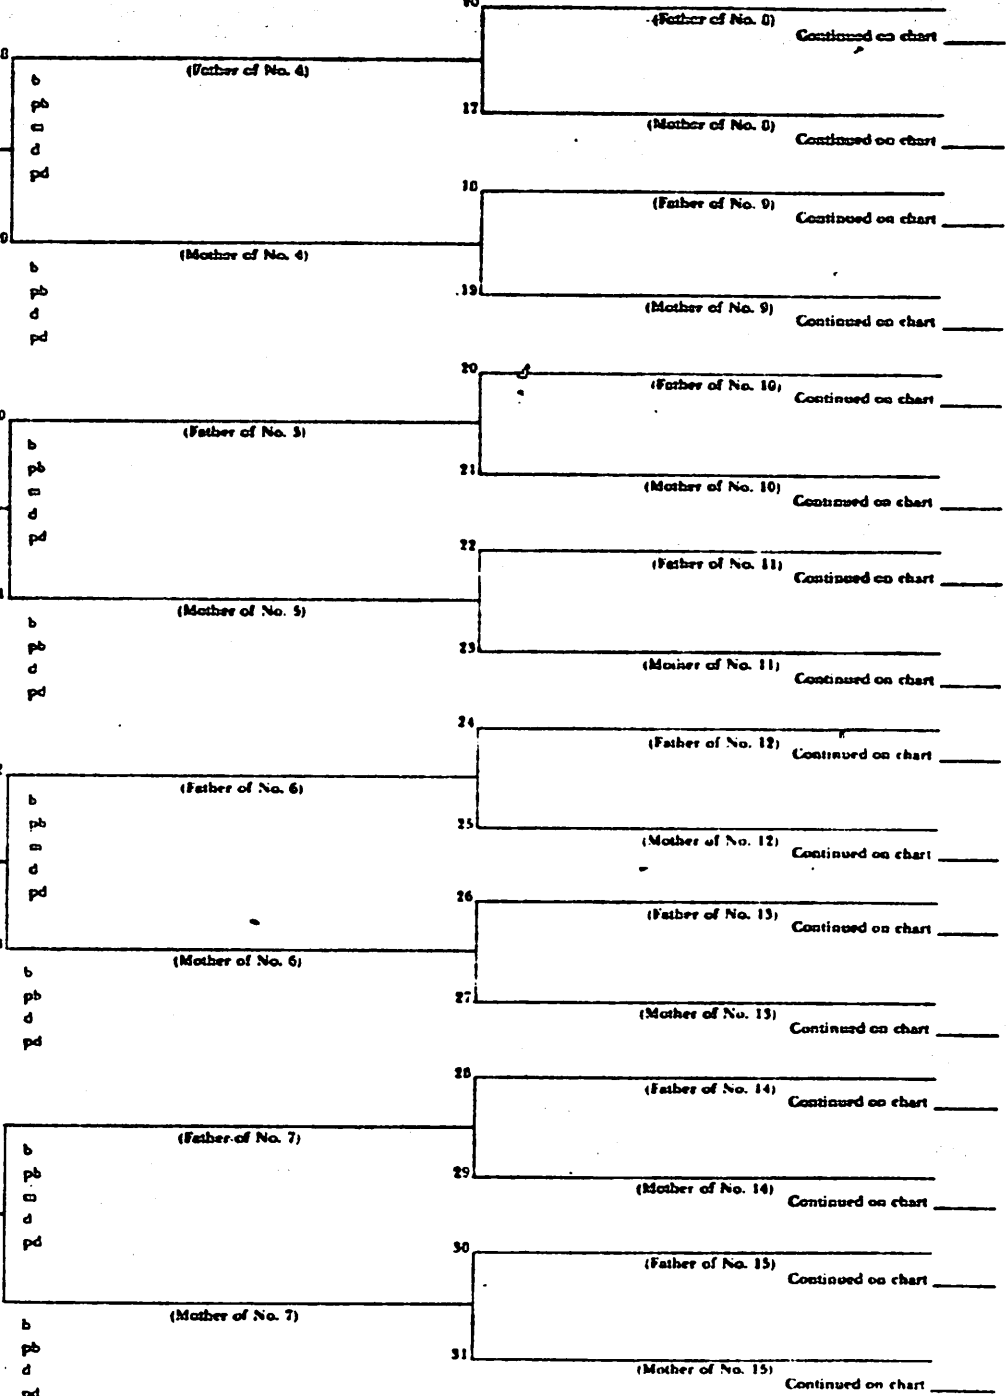 (Father of No. 8)
Continued on chart
8
(Father of No. 4)
b
pb
m
d
pd
17
(Mother of No. 8)
Continued on chart
18
(Father of No. 9)
Continued on chart
9
(Mother of No. 4)
b
pb
d
pd
19
(Mother of No. 9)
Continued on chart
20
(Father of No. 10)
Continued on chart
0
(Father of No. 5)
b
pb
m
d
pd
21
(Mother of No. 10)
Continued on chart
22
(Father of No. 11)
Continued on chart
(Mother of No. 5)
b
pb
d
pd
23
(Mother of No. 11)
Continued on chart
24
(Father of No. 12)
Continued on chart
2
(Father of No. 6)
b
pb
m
d
pd
25
(Mother of No. 12)
Continued on chart
26
(Father of No. 13)
Continued on chart
(Mother of No. 6)
b
pb
d
pd
27
(Mother of No. 13)
Continued on chart
28
(Father of No. 14)
Continued on chart
(Father of No. 7)
b
pb
m
d
pd
29
(Mother of No. 14)
Continued on chart
30
(Father of No. 15)
Continued on chart
(Mother of No. 7)
b
pb
d
pd
31
(Mother of No. 15)
Continued on chart